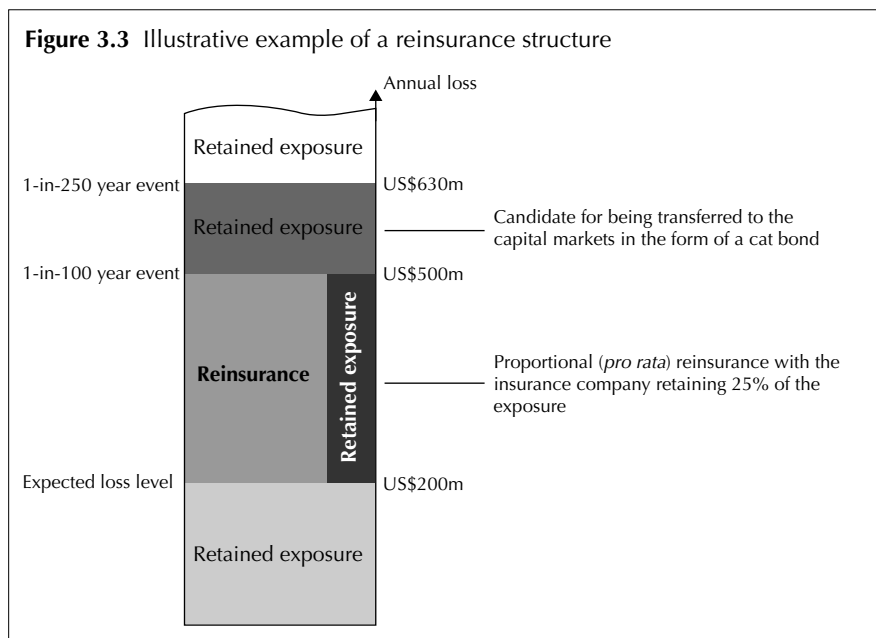 Figure 3.3 Illustrative example of a reinsurance structure
Annual loss
Retained exposure
1-in-250 year event
US$630m
Retained exposure
Candidate for being transferred to the
capital markets in the form of a cat bond
1-in-100 year event
US$500m
Reinsurance
Retained exposure
Proportional (pro rata) reinsurance with the
insurance company retaining 25% of the
exposure
Expected loss level
US$200m
Retained exposure